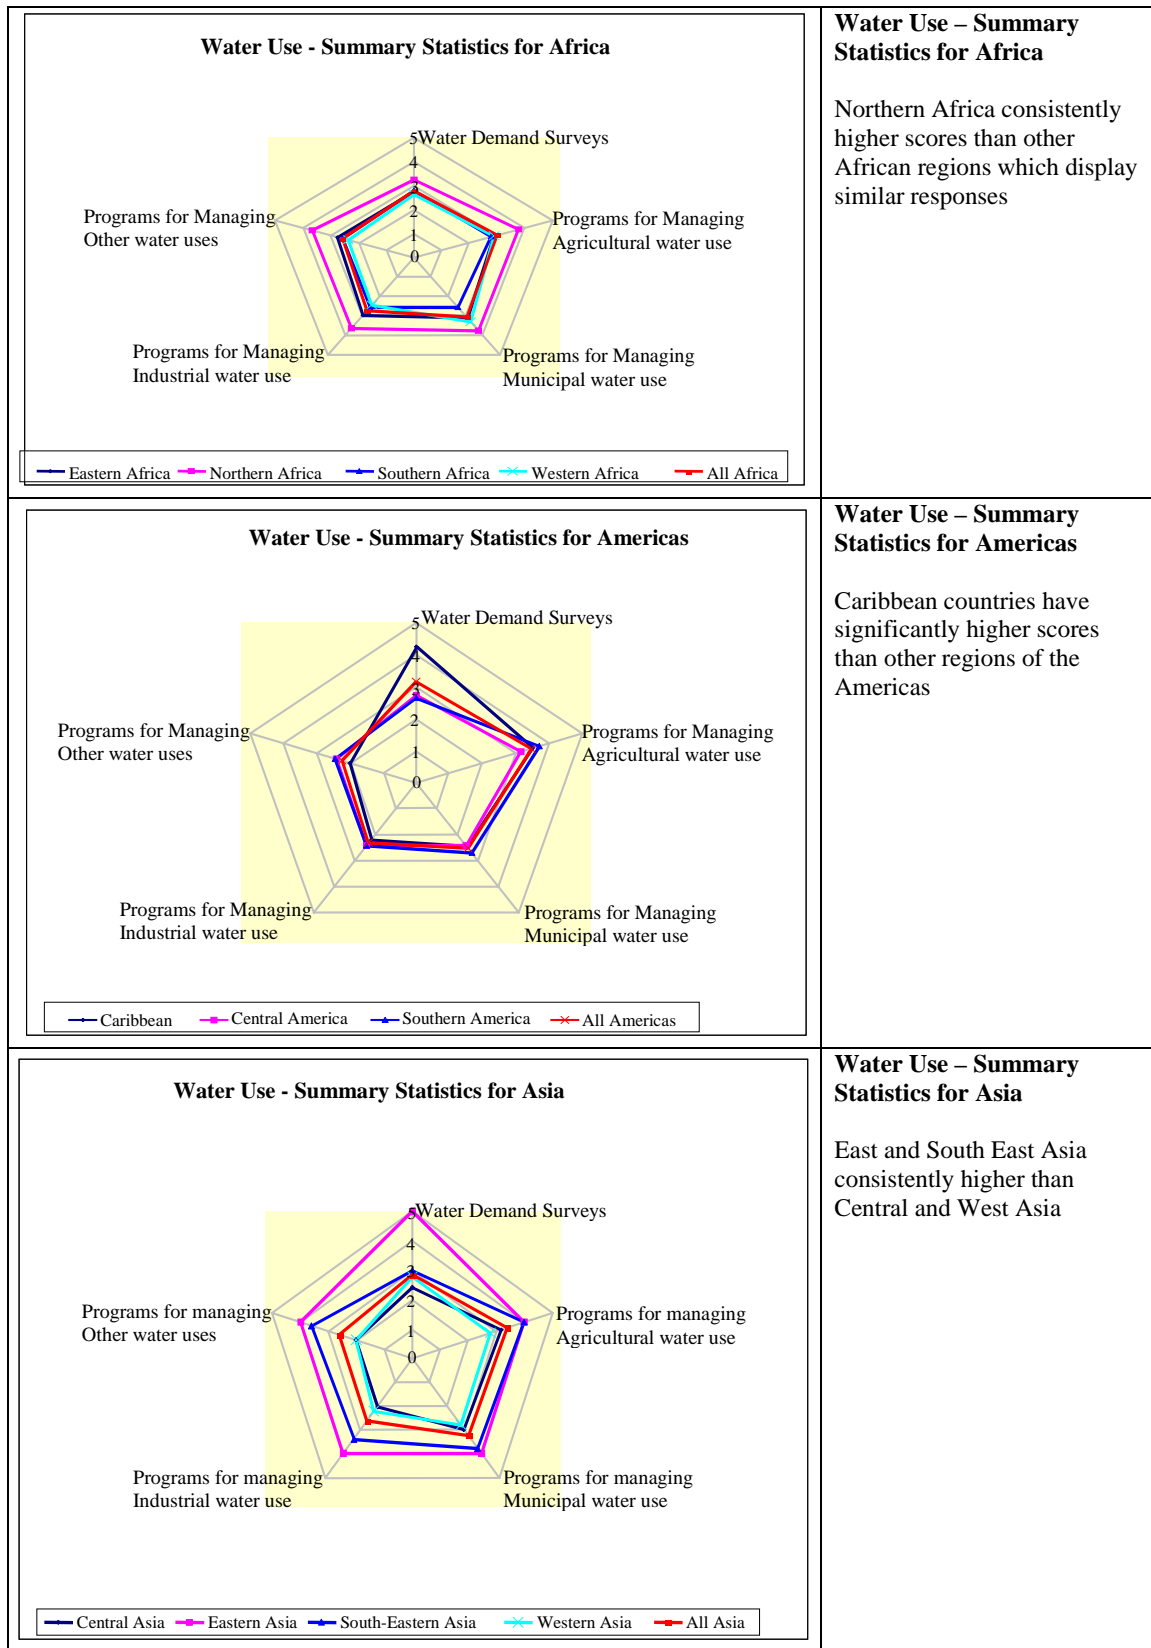 Water Use - Summary Statistics for Africa
5
4
3
2
1
0
Water Demand Surveys
Programs for Managing
Agricultural water use
Programs for Managing
Municipal water use
Programs for Managing
Industrial water use
Programs for Managing
Other water uses
Eastern Africa Northern Africa Southern Africa Western Africa All Africa
Water Use – Summary
Statistics for Africa
Northern Africa consistently
higher scores than other
African regions which display
similar responses
Water Use - Summary Statistics for Americas
5
4
3
2
1
0
Water Demand Surveys
Programs for Managing
Agricultural water use
Programs for Managing
Municipal water use
Programs for Managing
Industrial water use
Programs for Managing
Other water uses
Caribbean Central America Southern America All Americas
Water Use – Summary
Statistics for Americas
Caribbean countries have
significantly higher scores
than other regions of the
Americas
Water Use - Summary Statistics for Asia
5
4
3
2
1
0
Water Demand Surveys
Programs for managing
Agricultural water use
Programs for managing
Municipal water use
Programs for managing
Industrial water use
Programs for managing
Other water uses
Central Asia Eastern Asia South-Eastern Asia Western Asia All Asia
Water Use – Summary
Statistics for Asia
East and South East Asia
consistently higher than
Central and West Asia